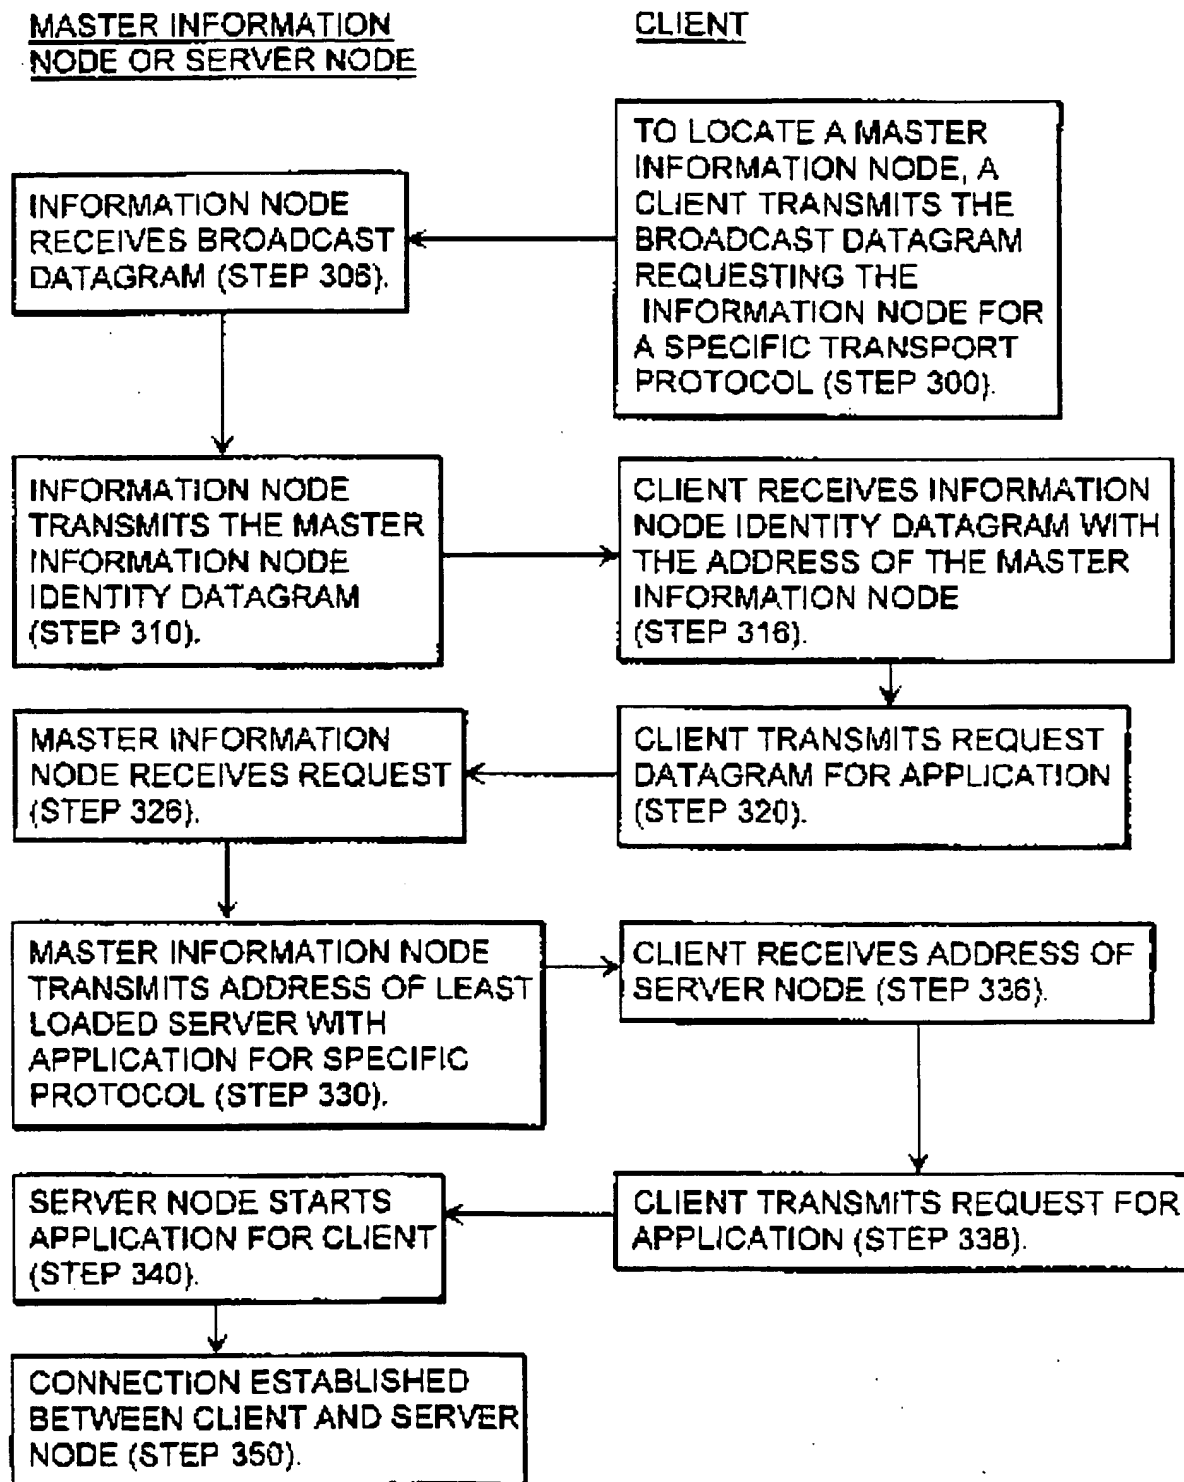 MASTER INFORMATION
NODE OR SERVER NODE
CLIENT
TO LOCATE A MASTER
INFORMATION NODE, A
CLIENT TRANSMITS THE
BROADCAST DATAGRAM
REQUESTING THE
INFORMATION NODE FOR
A SPECIFIC TRANSPORT
PROTOCOL (STEP 300).
INFORMATION NODE
RECEIVES BROADCAST
DATAGRAM (STEP 306).
INFORMATION NODE
TRANSMITS THE MASTER
INFORMATION NODE
IDENTITY DATAGRAM
(STEP 310).
CLIENT RECEIVES INFORMATION
NODE IDENTITY DATAGRAM WITH
THE ADDRESS OF THE MASTER
INFORMATION NODE
(STEP 316).
CLIENT TRANSMITS REQUEST
DATAGRAM FOR APPLICATION
(STEP 320).
MASTER INFORMATION
NODE RECEIVES REQUEST
(STEP 326).
MASTER INFORMATION NODE
TRANSMITS ADDRESS OF LEAST
LOADED SERVER WITH
APPLICATION FOR SPECIFIC
PROTOCOL (STEP 330).
CLIENT RECEIVES ADDRESS OF
SERVER NODE (STEP 336).
CLIENT TRANSMITS REQUEST FOR
APPLICATION (STEP 338).
SERVER NODE STARTS
APPLICATION FOR CLIENT
(STEP 340).
CONNECTION ESTABLISHED
BETWEEN CLIENT AND SERVER
NODE (STEP 350).